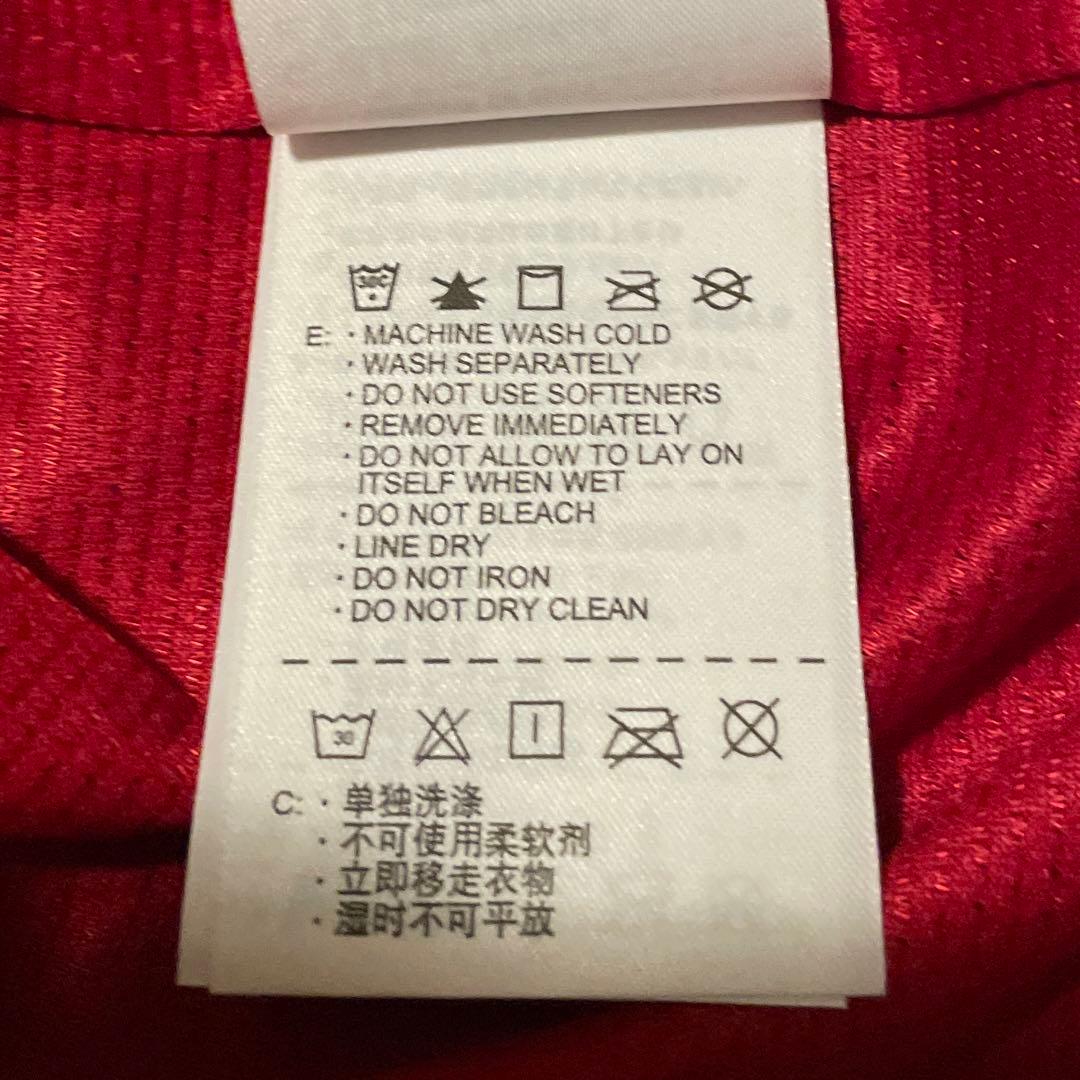 30C
E: · MACHINE WASH COLD
· WASH SEPARATELY
· DO NOT USE SOFTENERS
· REMOVE IMMEDIATELY
· DO NOT ALLOW TO LAY ON
ITSELF WHEN WET
· DO NOT BLEACH
· LINE DRY
· DO NOT IRON
· DO NOT DRY CLEAN
30
C: · 单独洗涤
· 不可使用柔软剂
· 立即移走衣物
· 湿时不可平放